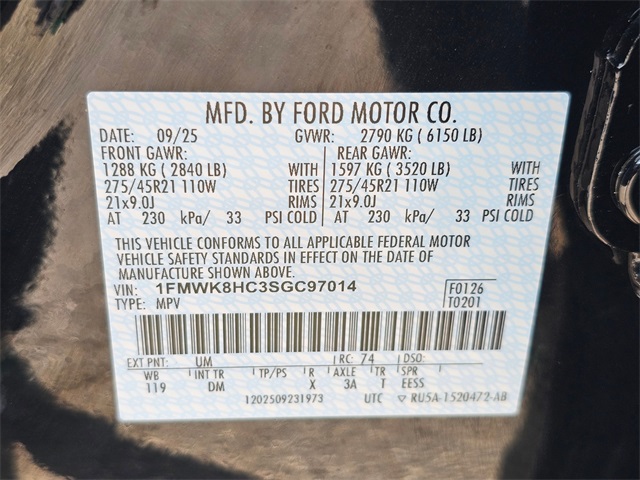 MFD. BY FORD MOTOR CO.
DATE: 09/25 GVWR: 2790 KG ( 6150 LB)
FRONT GAWR: REAR GAWR:
1288 KG ( 2840 LB) WITH 1597 KG ( 3520 LB) WITH
275/45R21 110W TIRES 275/45R21 110W TIRES
21x9.0J RIMS 21x9.0J RIMS
AT 230 kPa/ 33 PSI COLD AT 230 kPa/ 33 PSI COLD
THIS VEHICLE CONFORMS TO ALL APPLICABLE FEDERAL MOTOR
VEHICLE SAFETY STANDARDS IN EFFECT ON THE DATE OF
MANUFACTURE SHOWN ABOVE.
VIN: 1FMWK8HC3SGC97014 F0126
TYPE: MPV T0201
EXT PNT: UM RC: 74 DSO:
WB INT TR TP/PS R AXLE TR SPR
119 DM X 3A T EESS
1202509231973 UTC ▽ RU5A-1520472-AB